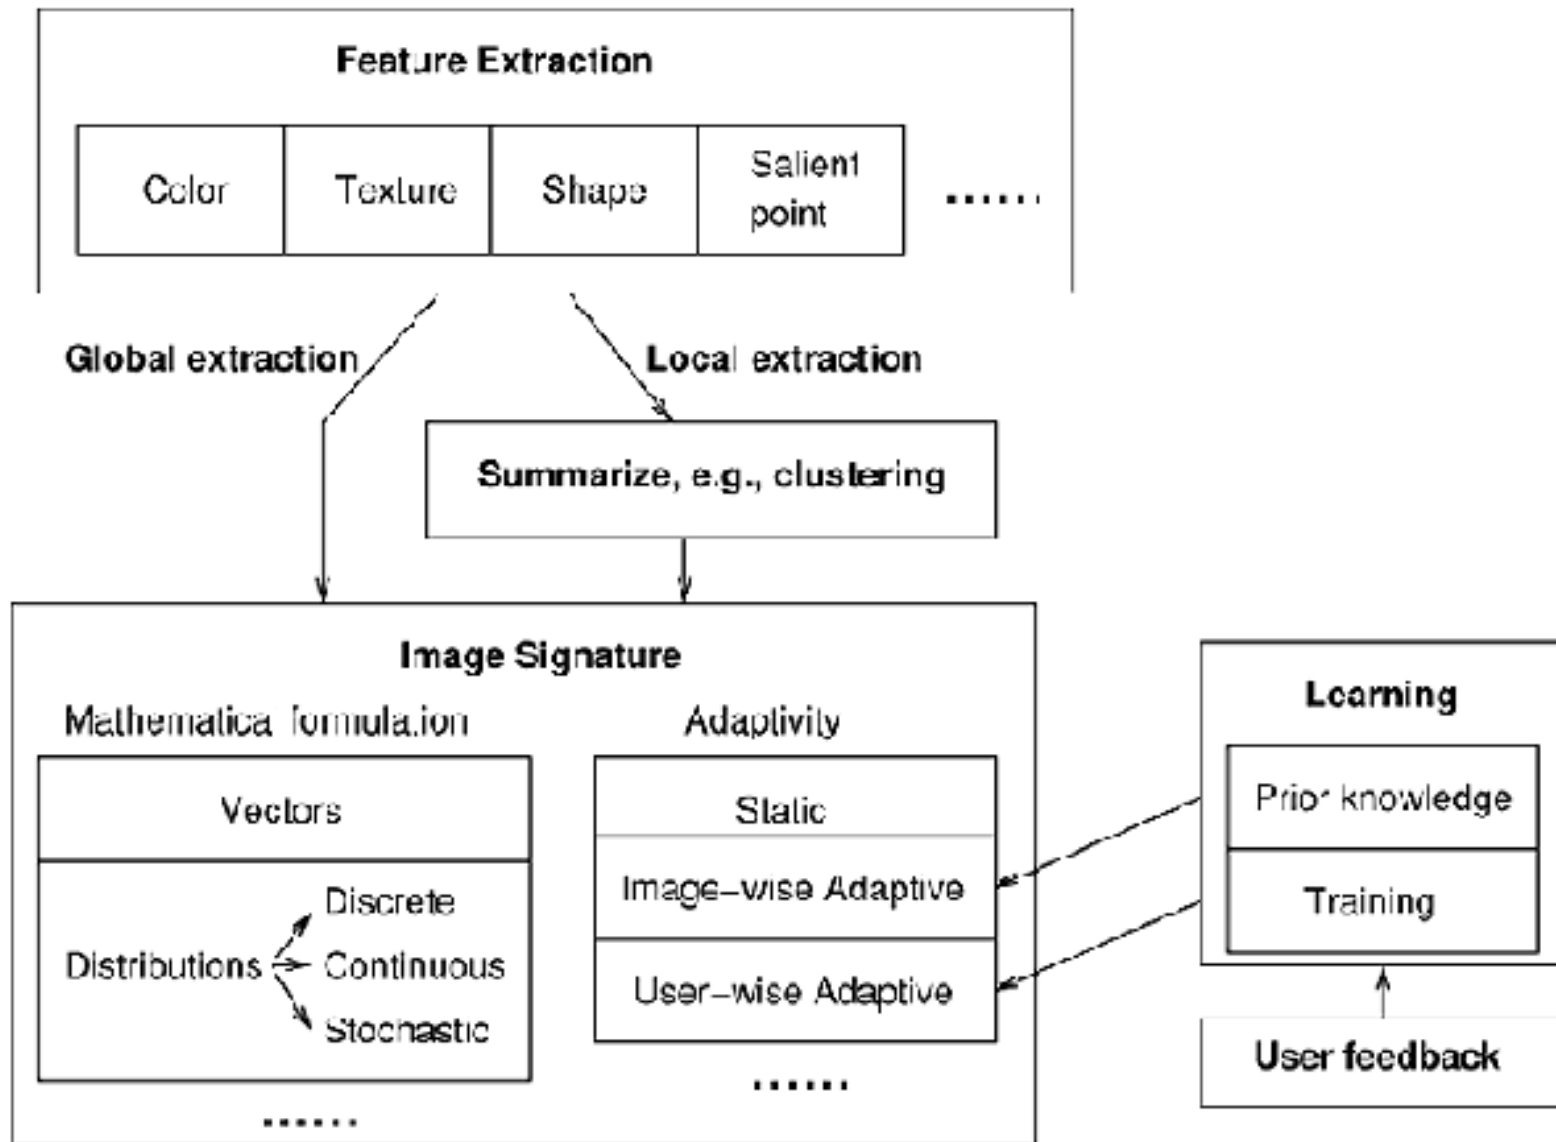 Feature Extraction
Color
Texture
Shape
Salient
point
......
Global extraction
Local extraction
Summarize, e.g., clustering
Image Signature
Mathematical formulation
Adaptivity
Vectors
Static
Distributions
Discrete
Continuous
Stochastic
Image-wise Adaptive
User-wise Adaptive
......
......
Learning
Prior knowledge
Training
User feedback